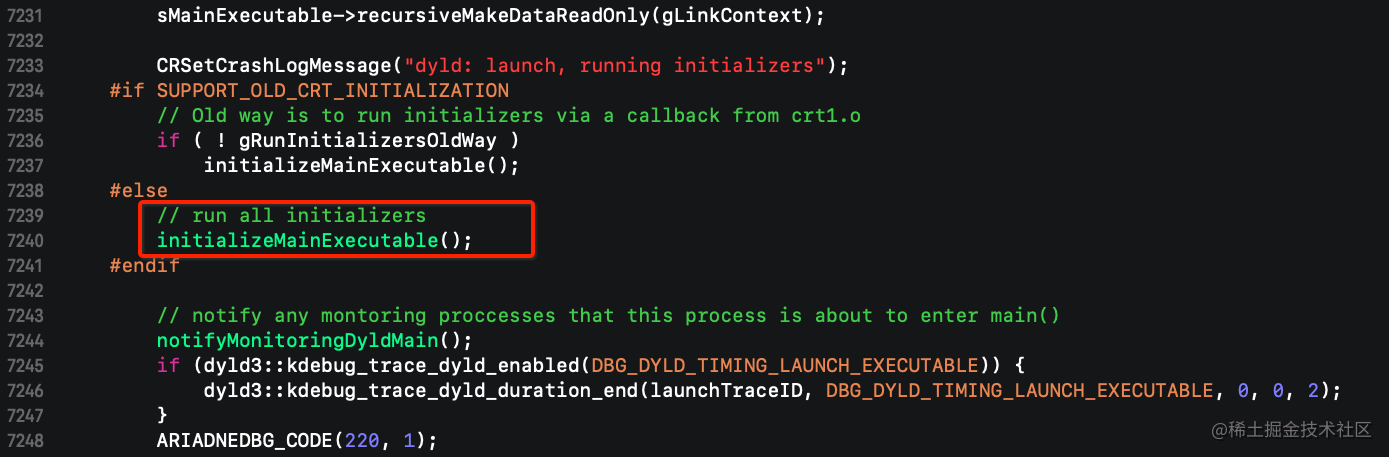 7231 sMainExecutable->recursiveMakeDataReadOnly(gLinkContext);
7232
7233 CRSetCrashLogMessage("dyld: launch, running initializers");
7234 #if SUPPORT_OLD_CRT_INITIALIZATION
7235 // Old way is to run initializers via a callback from crt1.o
7236 if ( ! gRunInitializersOldWay )
7237 initializeMainExecutable();
7238 #else
7239 // run all initializers
7240 initializeMainExecutable();
7241 #endif
7242
7243 // notify any montoring proccesses that this process is about to enter main()
7244 notifyMonitoringDyldMain();
7245 if (dyld3::kdebug_trace_dyld_enabled(DBG_DYLD_TIMING_LAUNCH_EXECUTABLE)) {
7246 dyld3::kdebug_trace_dyld_duration_end(launchTraceID, DBG_DYLD_TIMING_LAUNCH_EXECUTABLE, 0, 0, 2);
7247 }
7248 ARIADNEDBG_CODE(220, 1);
@稀土掘金技术社区